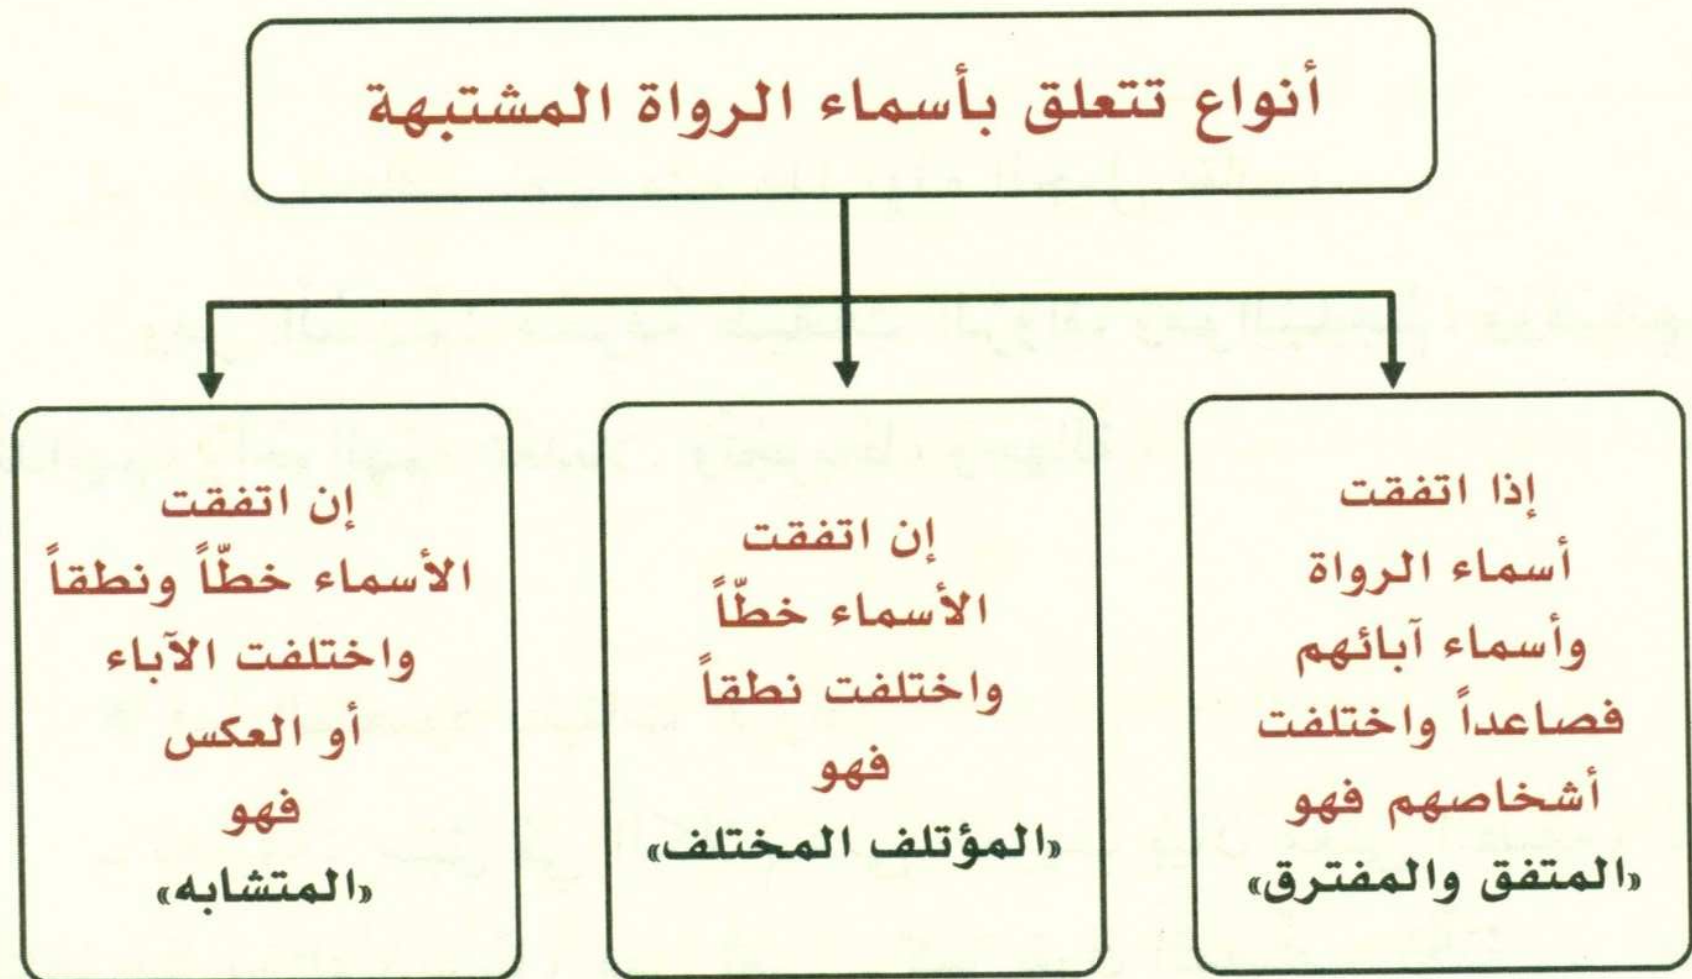 أنواع تتعلق بأسماء الرواة المشتبهة
إذا اتفقت
أسماء الرواة
وأسماء آبائهم
فصاعداً واختلفت
أشخاصهم فهو
«المتفق والمفترق»
إن اتفقت
الأسماء خطّاً
واختلفت نطقاً
فهو
«المؤتلف المختلف»
إن اتفقت
الأسماء خطّاً ونطقاً
واختلفت الآباء
أو العكس
فهو
«المتشابه»